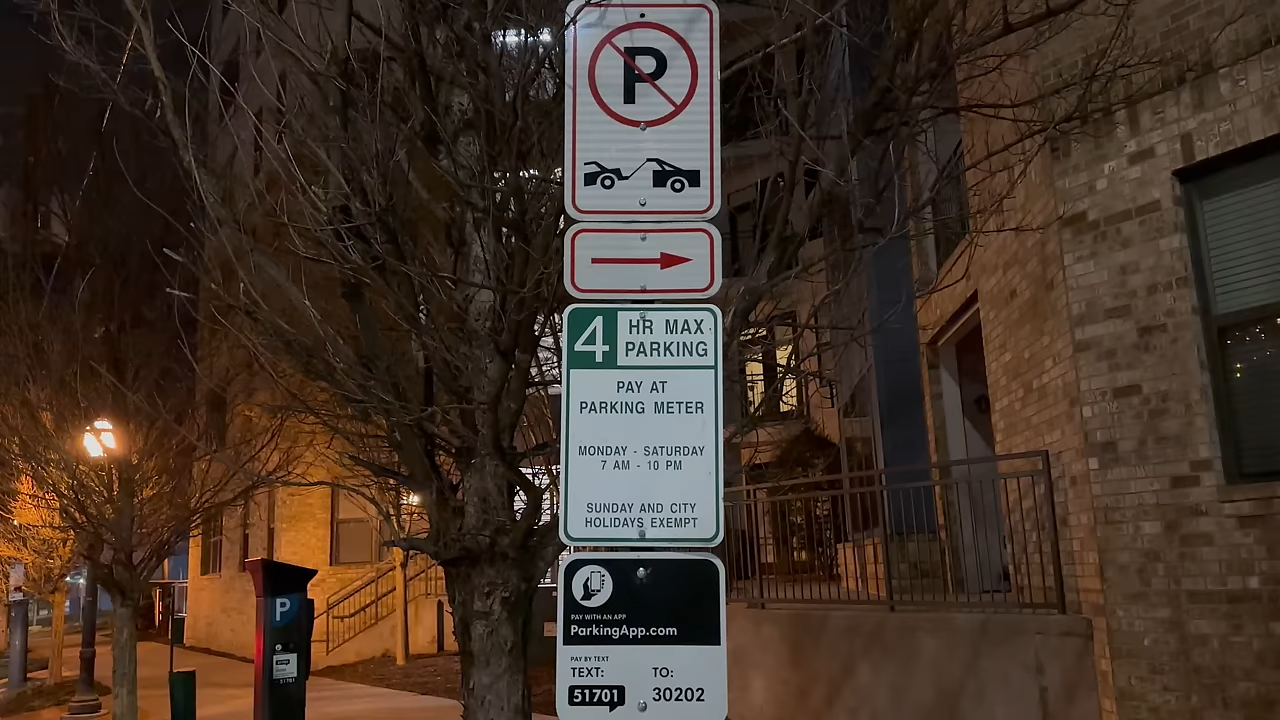 P
4 HR MAX
PARKING
PAY AT
PARKING METER
MONDAY - SATURDAY
7 AM - 10 PM
SUNDAY AND CITY
HOLIDAYS EXEMPT
PAY WITH AN APP
ParkingApp.com
PAY BY TEXT
TEXT: TO:
51701 30202
P
51701